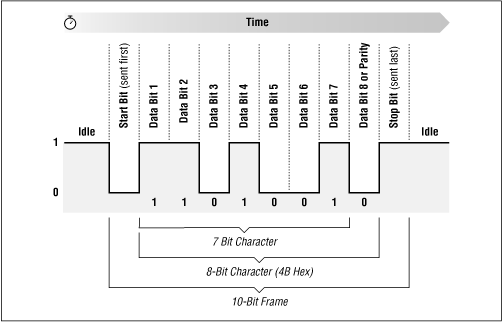 Time
Start Bit (sent first)
Data Bit 1
Data Bit 2
Data Bit 3
Data Bit 4
Data Bit 5
Data Bit 6
Data Bit 7
Data Bit 8 or Parity
Stop Bit (sent last)
Idle
Idle
1
0
1 1 0 1 0 0 1 0
7 Bit Character
8-Bit Character (4B Hex)
10-Bit Frame